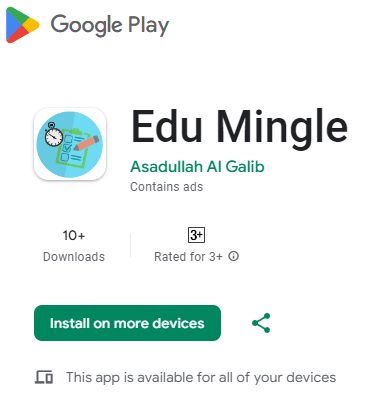 Google Play
Edu Mingle
Asadullah Al Galib
Contains ads
10+
Downloads
3+
Rated for 3+
Install on more devices
This app is available for all of your devices